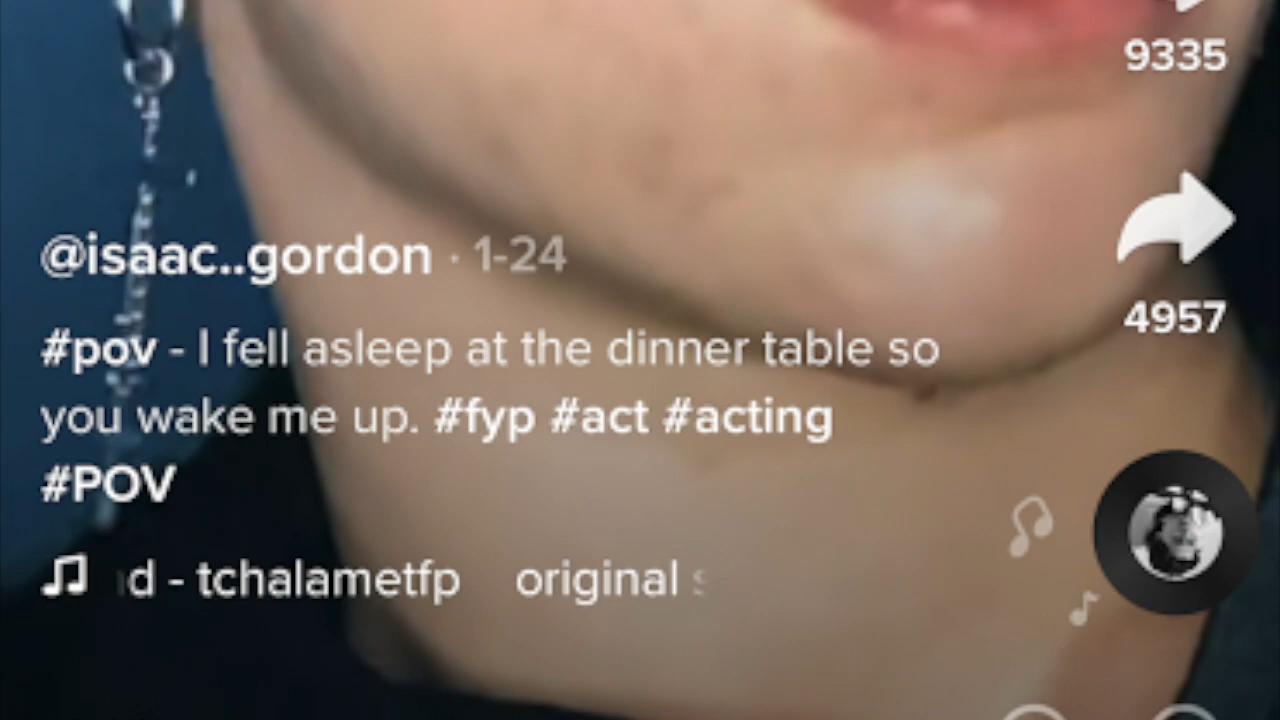 9335
4957
@isaac..gordon · 1-24
#pov - I fell asleep at the dinner table so
you wake me up. #fyp #act #acting
#POV
d - tchalametfp original